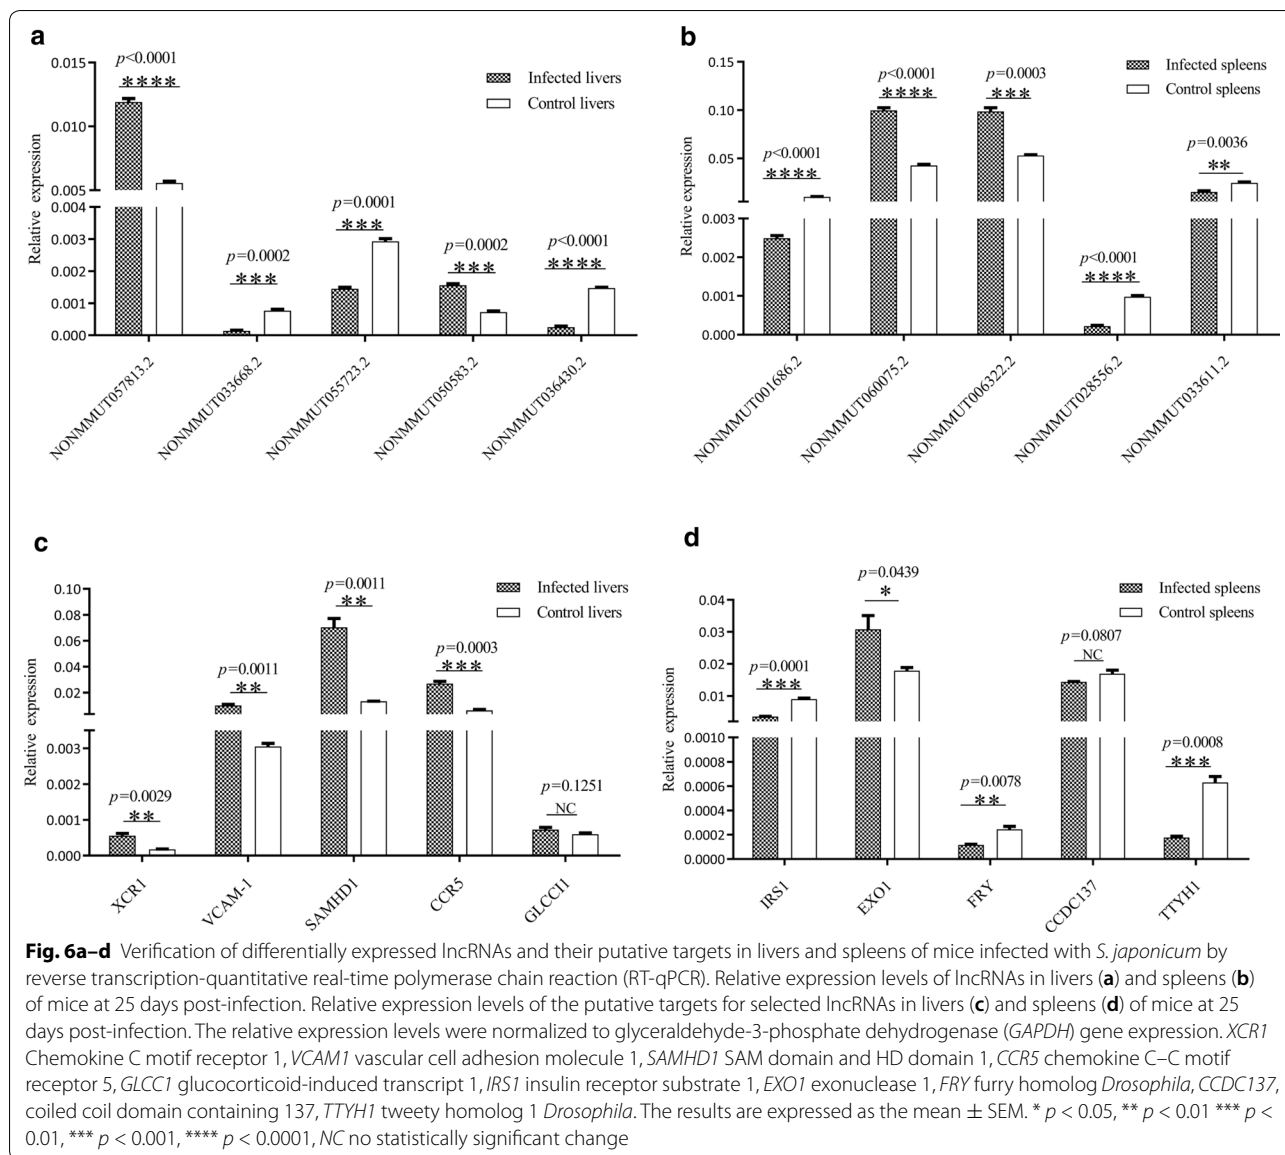 a
p<0.0001
****
Infected livers
Control livers
p=0.0002
***
p=0.0001
***
p=0.0002
***
p<0.0001
****
Relative expression
0.015
0.010
0.005
0.004
0.003
0.002
0.001
0.000
NONMMUT057813.2
NONMMUT033668.2
NONMMUT055723.2
NONMMUT050583.2
NONMMUT036430.2
b
Infected spleens
Control spleens
p<0.0001
****
p<0.0001
****
p=0.0003
***
p<0.0001
****
p=0.0036
**
Relative expression
0.15
0.10
0.05
0.003
0.002
0.001
0.000
NONMMUT001686.2
NONMMUT060075.2
NONMMUT006322.2
NONMMUT028556.2
NONMMUT033611.2
c
Infected livers
Control livers
p=0.0029
**
p=0.0011
**
p=0.0011
**
p=0.0003
***
p=0.1251
NC
Relative expression
0.10
0.08
0.06
0.04
0.02
0.003
0.002
0.001
0.000
XCR1
VCAM-1
SAMHD1
CCR5
GLCCI1
d
Infected spleens
Control spleens
p=0.0001
***
p=0.0439
*
p=0.0078
**
p=0.0807
NC
p=0.0008
***
Relative expression
0.04
0.03
0.02
0.01
0.0010
0.0008
0.0006
0.0004
0.0002
0.0000
IRS1
EXO1
FRY
CCDC137
TTYH1
Fig. 6a–d Verification of differentially expressed lncRNAs and their putative targets in livers and spleens of mice infected with S. japonicum by
reverse transcription-quantitative real-time polymerase chain reaction (RT-qPCR). Relative expression levels of lncRNAs in livers (a) and spleens (b)
of mice at 25 days post-infection. Relative expression levels of the putative targets for selected lncRNAs in livers (c) and spleens (d) of mice at 25
days post-infection. The relative expression levels were normalized to glyceraldehyde-3-phosphate dehydrogenase (GAPDH) gene expression. XCR1
Chemokine C motif receptor 1, VCAM1 vascular cell adhesion molecule 1, SAMHD1 SAM domain and HD domain 1, CCR5 chemokine C–C motif
receptor 5, GLCC1 glucocorticoid-induced transcript 1, IRS1 insulin receptor substrate 1, EXO1 exonuclease 1, FRY furry homolog Drosophila, CCDC137,
coiled coil domain containing 137, TTYH1 tweety homolog 1 Drosophila. The results are expressed as the mean ± SEM. * p < 0.05, ** p < 0.01 *** p <
0.01, *** p < 0.001, **** p < 0.0001, NC no statistically significant change